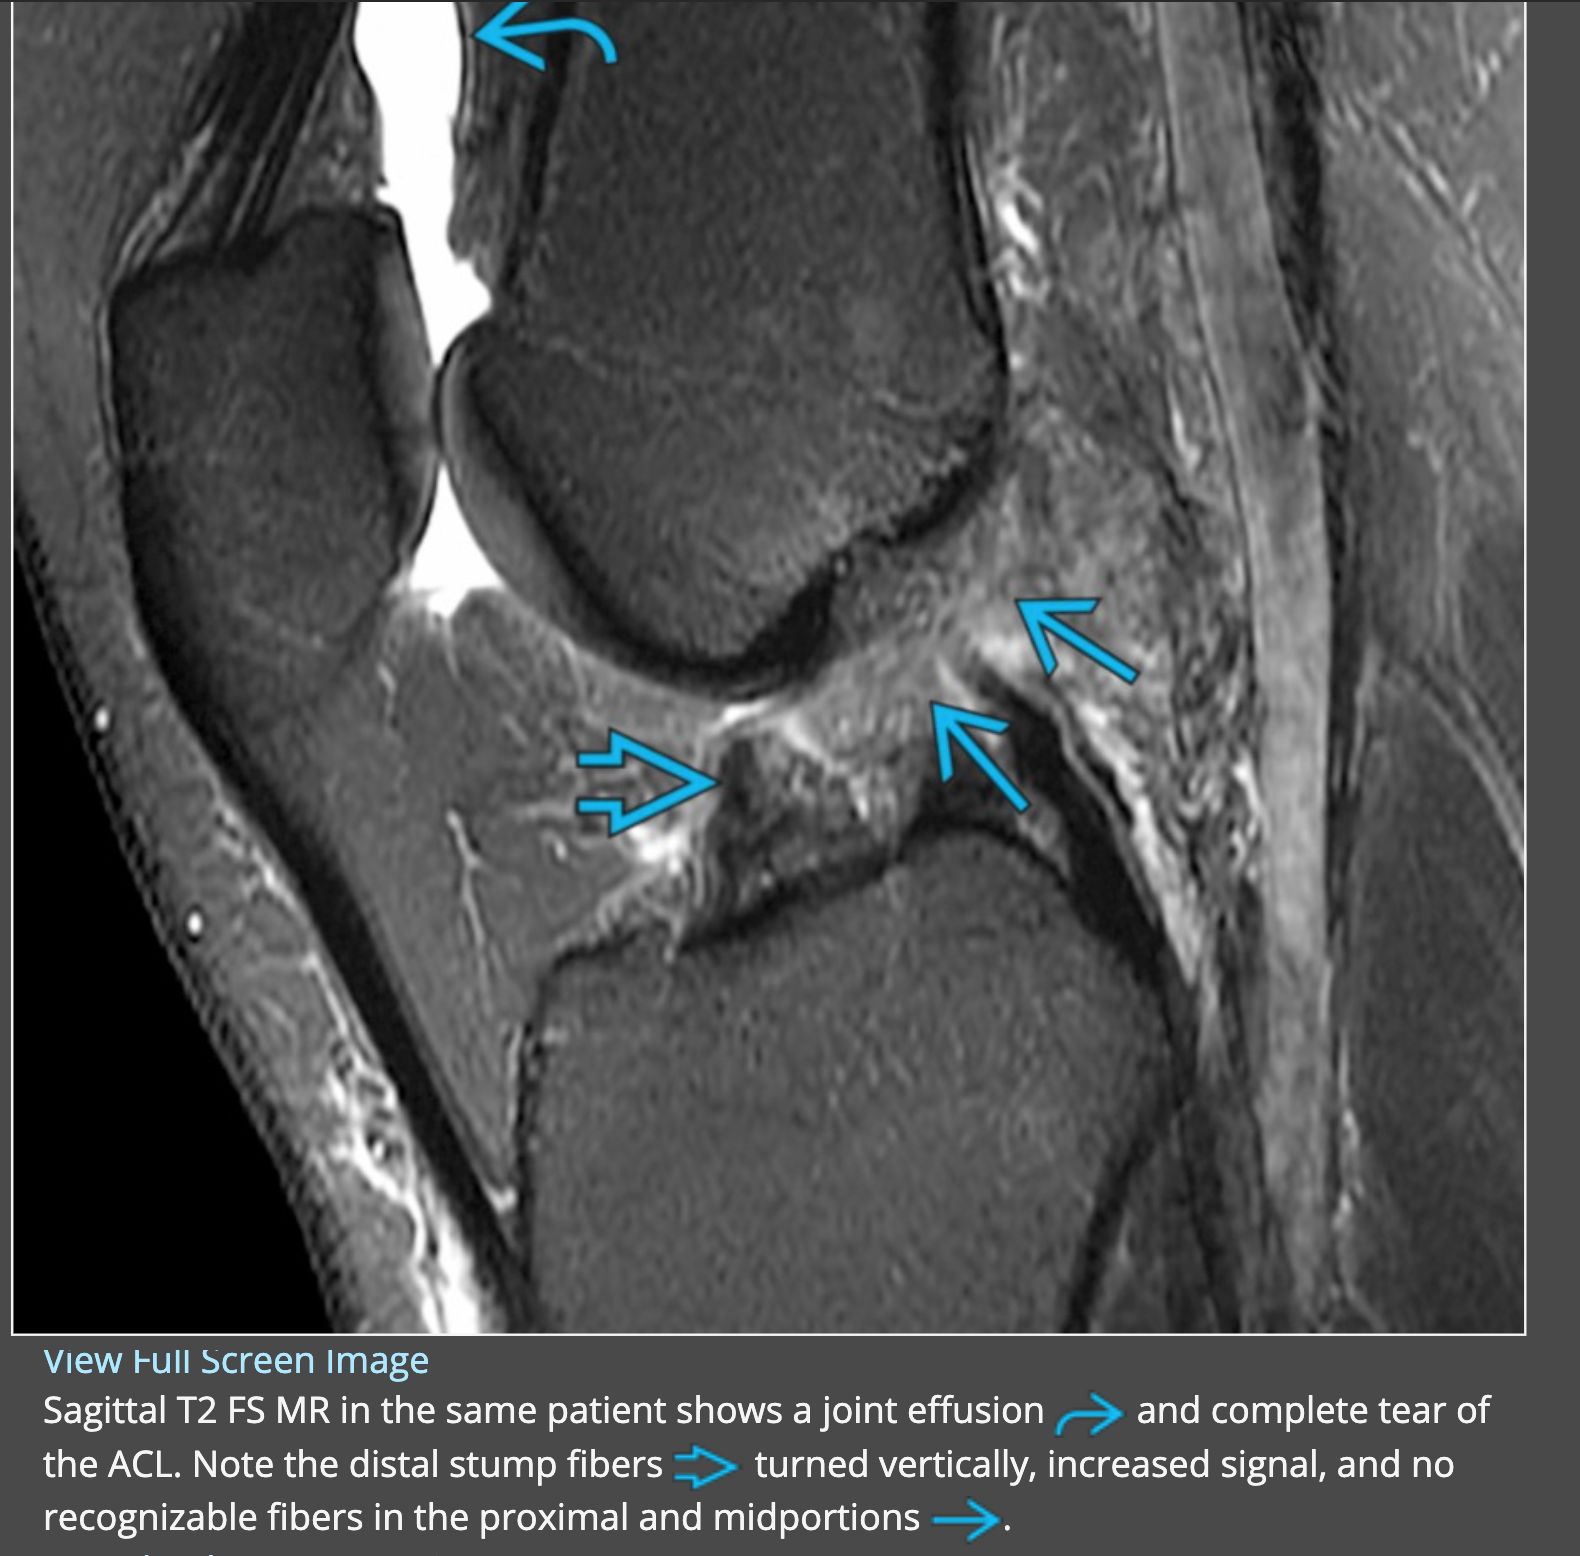 View Full Screen Image
Sagittal T2 FS MR in the same patient shows a joint effusion and complete tear of
the ACL. Note the distal stump fibers turned vertically, increased signal, and no
recognizable fibers in the proximal and midportions .